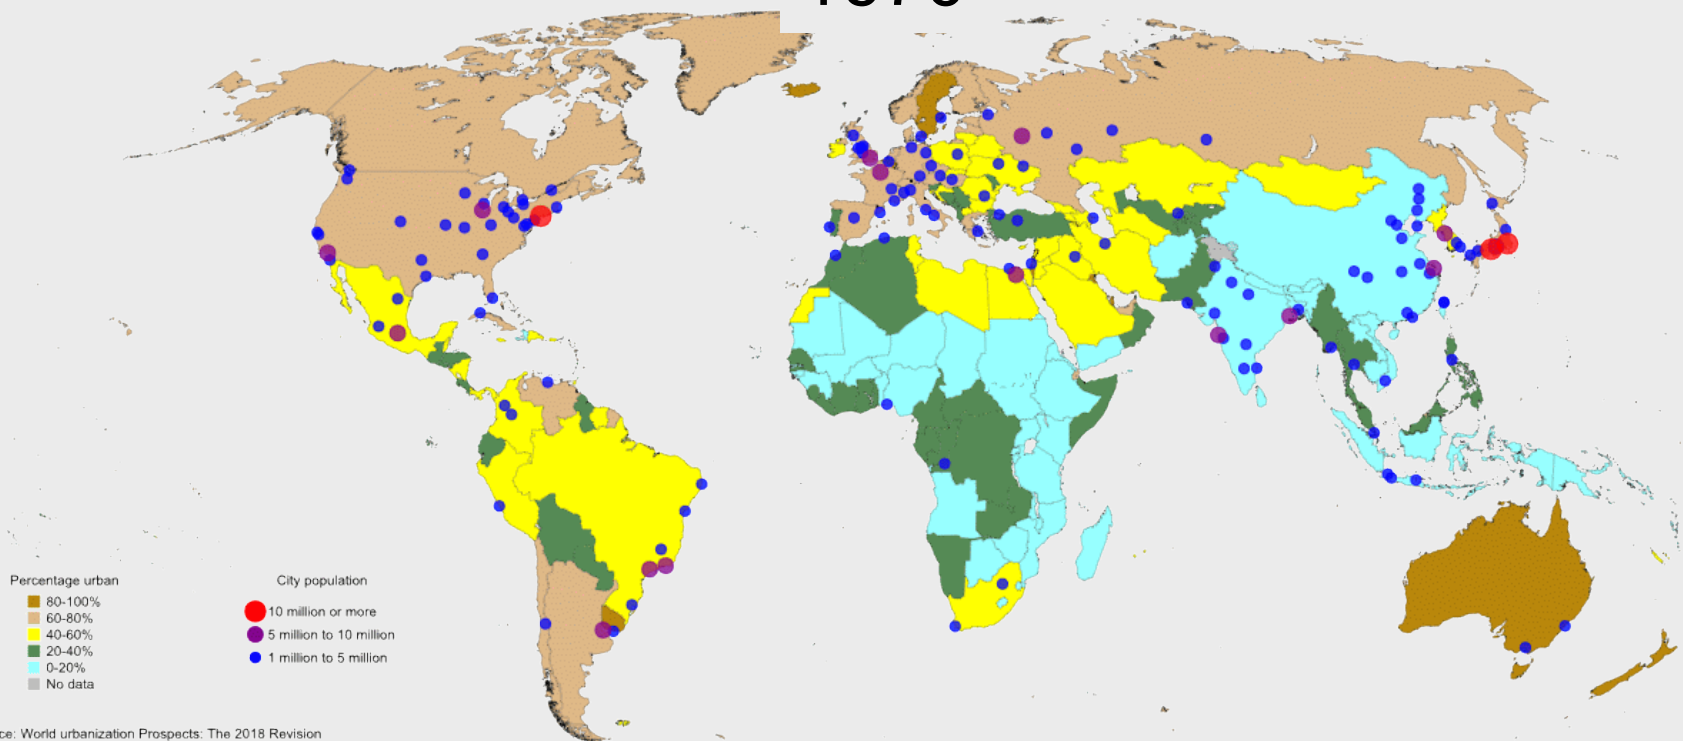 Percentage urban
80-100%
60-80%
40-60%
20-40%
0-20%
No data
City population
10 million or more
5 million to 10 million
1 million to 5 million
World urbanization Prospects: The 2018 Revision